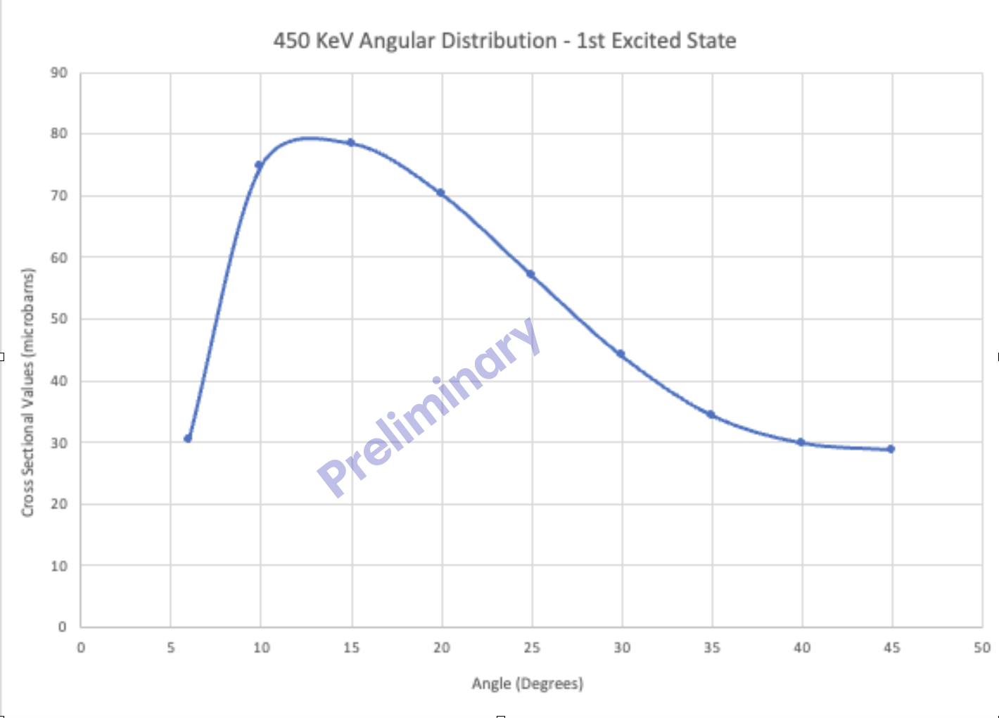 450 KeV Angular Distribution - 1st Excited State
90
80
70
60
50
40
30
20
10
0
Cross Sectional Values (microbarns)
Preliminary
0 5 10 15 20 25 30 35 40 45 50
Angle (Degrees)